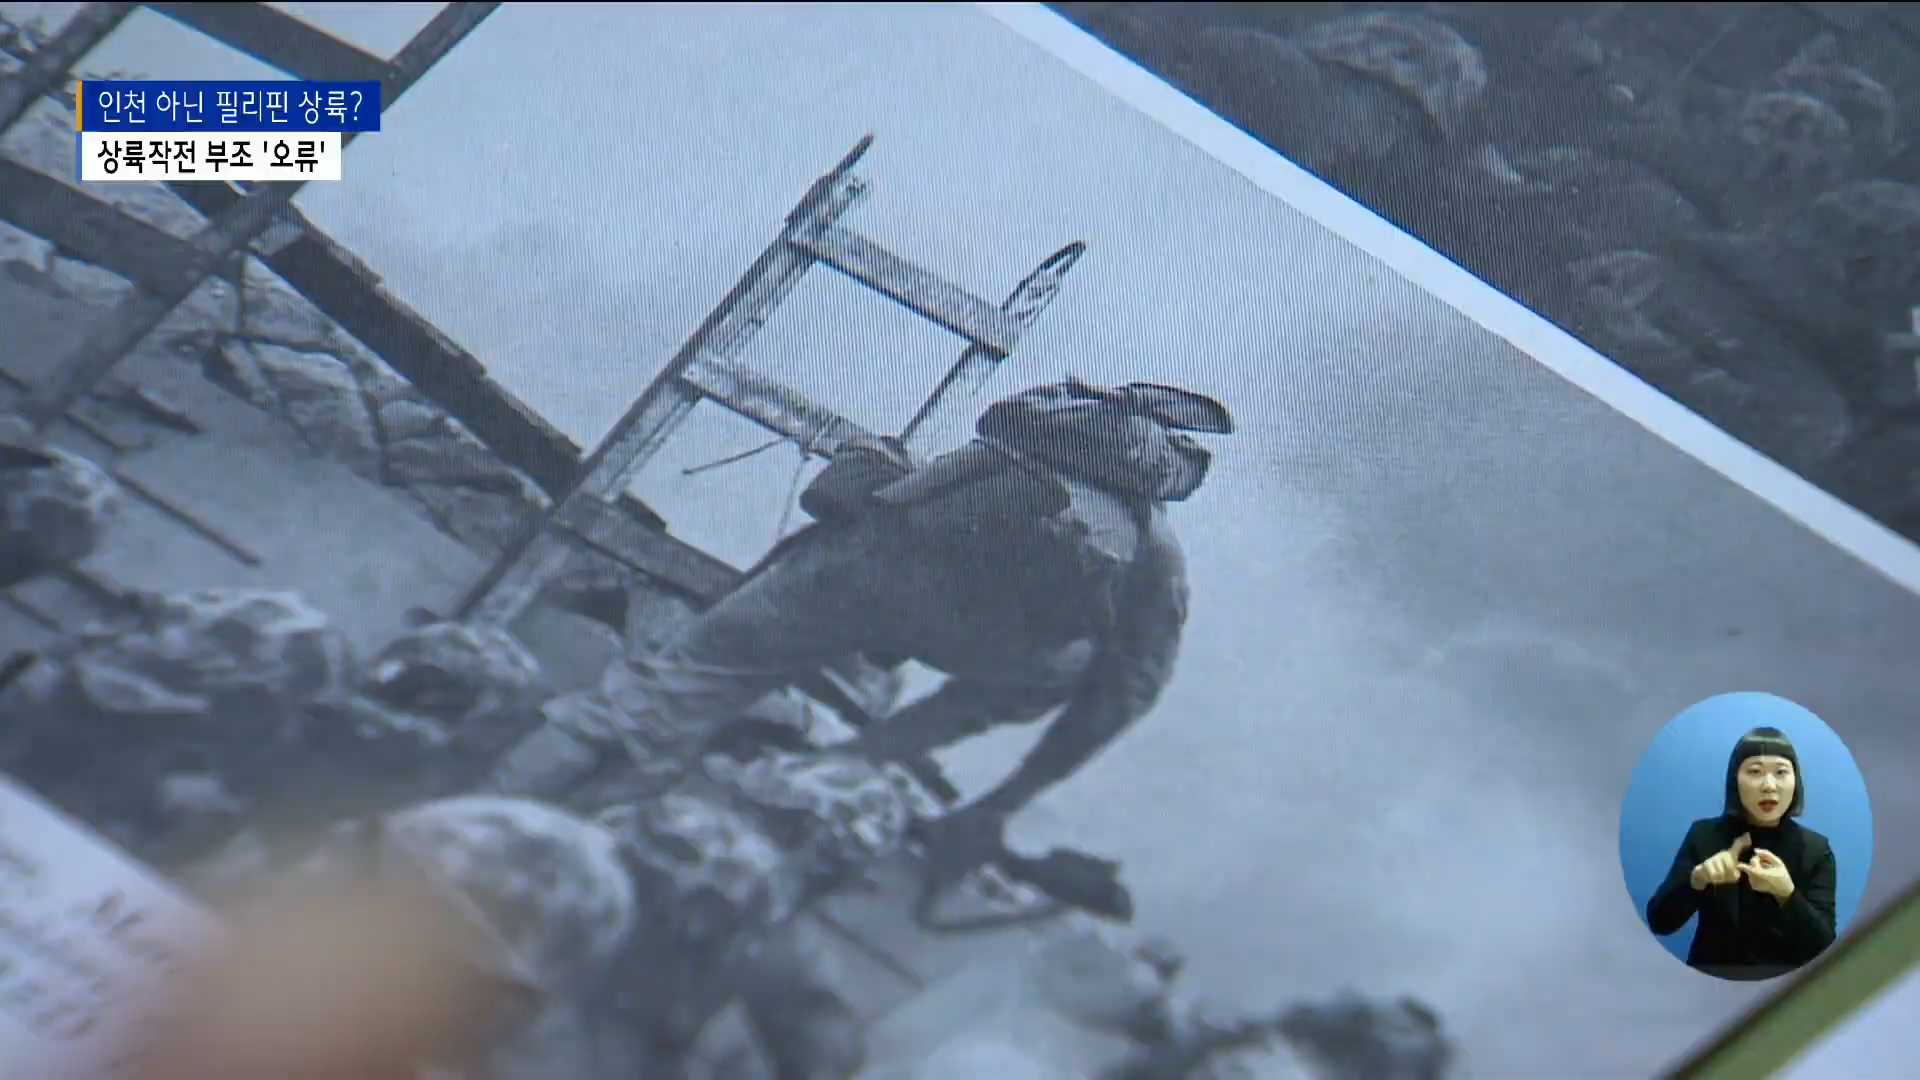 인천 아닌 필리핀 상륙?
상륙작전 부조 '오류'